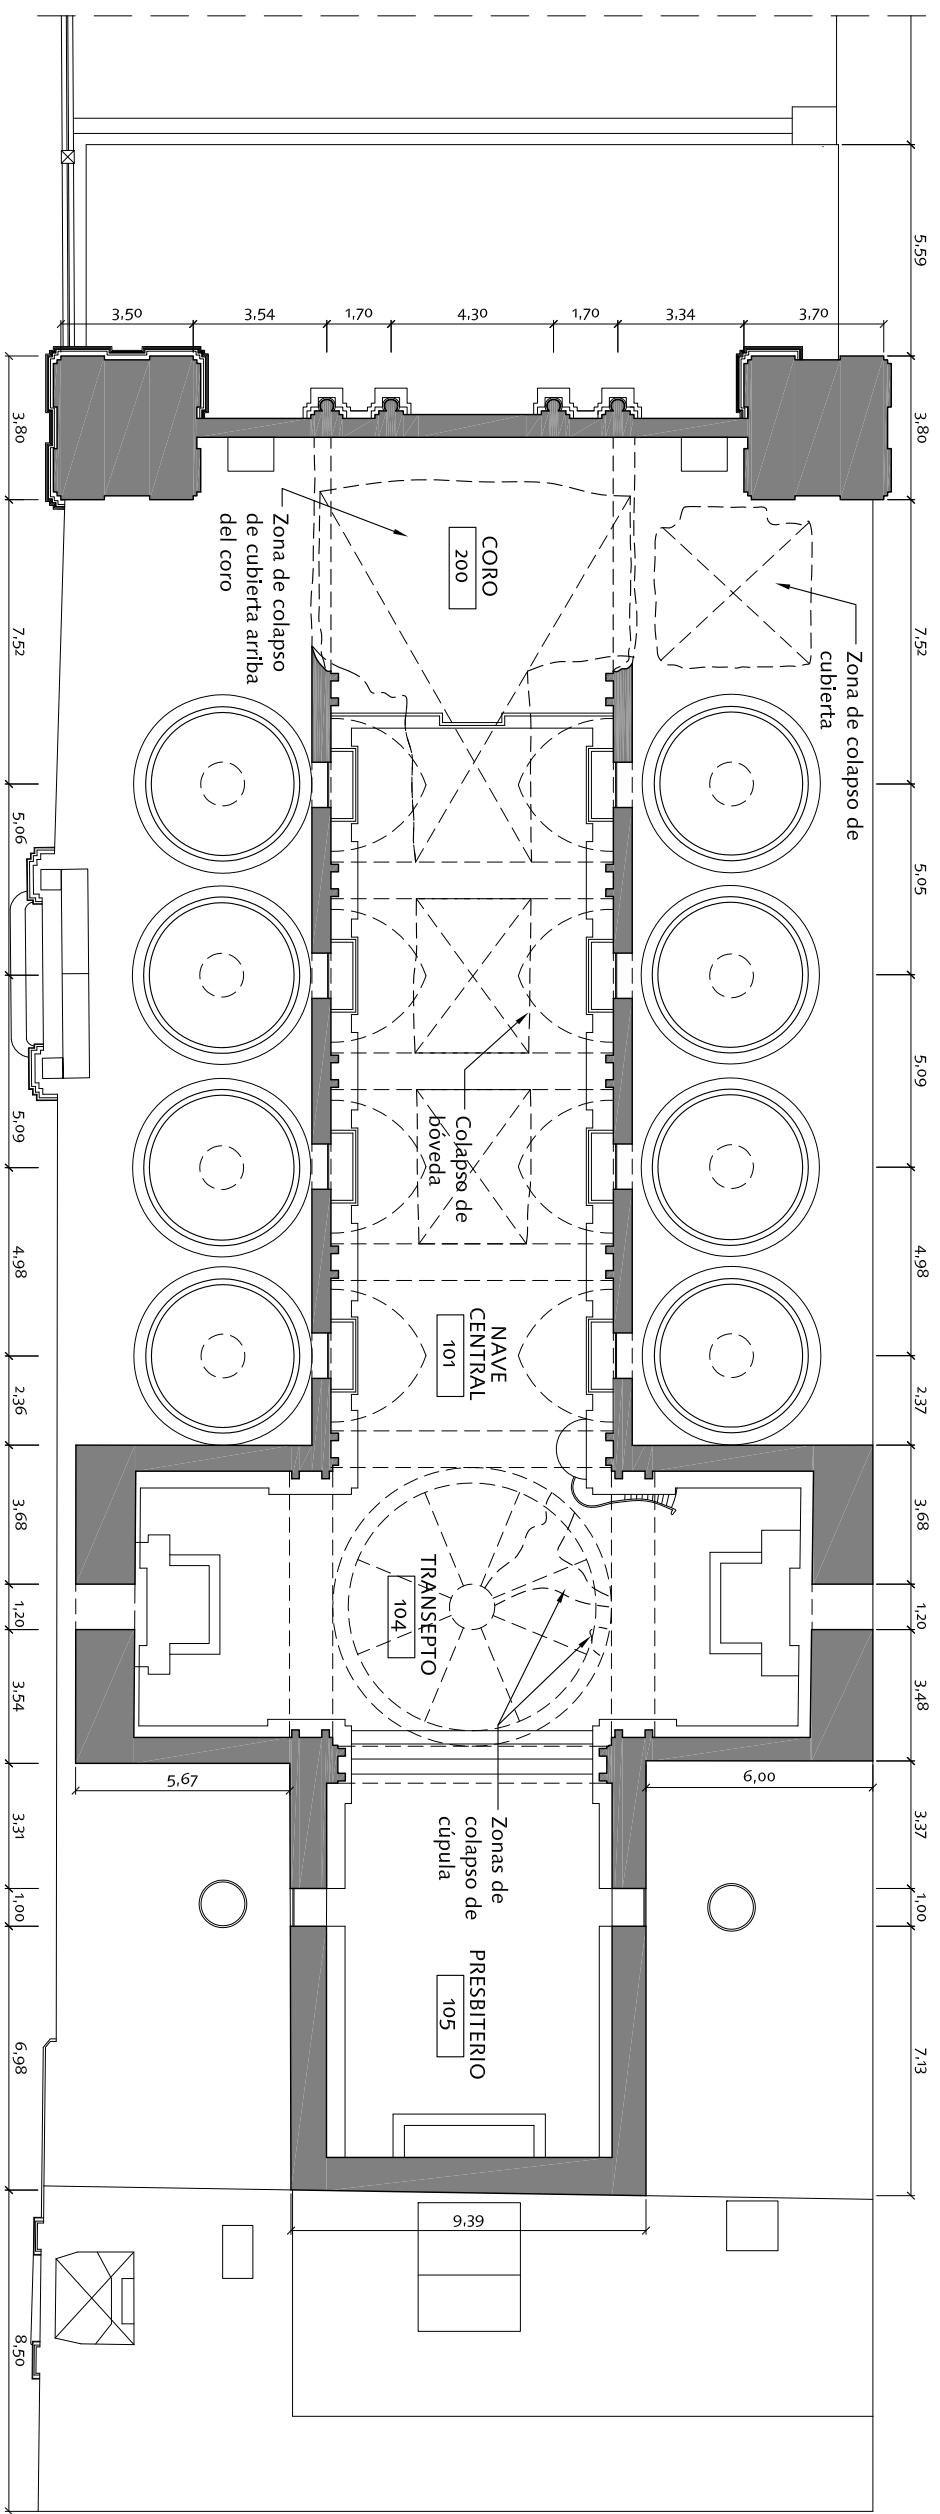 5,59
3,80
7,52
5,05
5,09
4,98
2,37
3,68
1,20
3,48
3,37
1,00
7,13
3,50
3,54
1,70
4,30
1,70
3,34
3,70
Zona de colapso de
cubierta
CORO
200
Zona de colapso
de cubierta arriba
del coro
Colapso de
bóveda
NAVE
CENTRAL
101
TRANSEPTO
104
Zonas de
colapso de
cúpula
PRESBITERIO
105
6,00
5,67
9,39
3,80
7,52
5,06
5,09
4,98
2,36
3,68
1,20
3,54
3,31
1,00
6,98
8,50